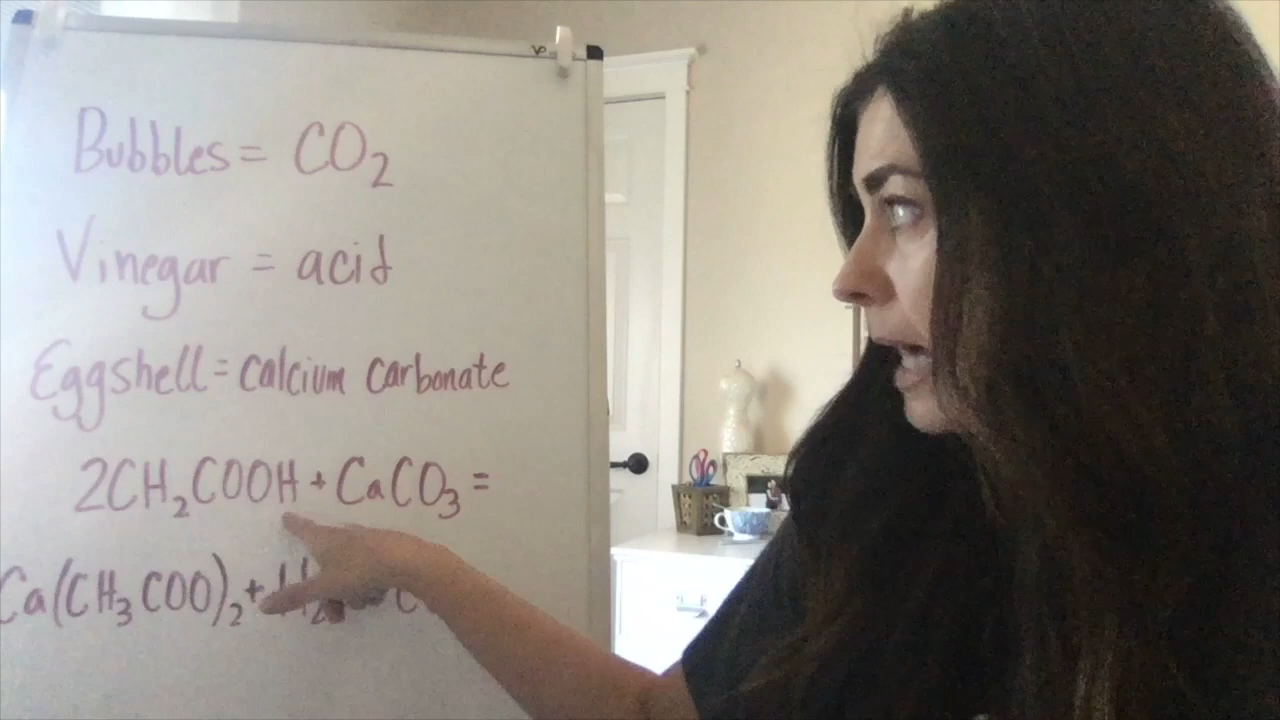 Bubbles = CO₂
Vinegar = acid
Eggshell = calcium carbonate
2CH₂COOH + CaCO₃ =
Ca(CH₃COO)₂ +